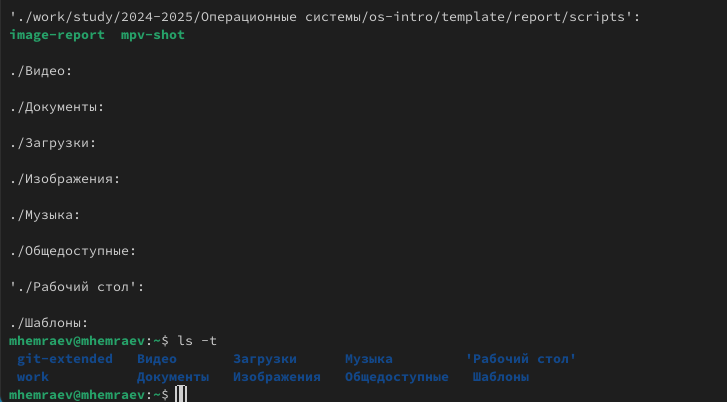 './work/study/2024-2025/Операционные системы/os-intro/template/report/scripts':
image-report  mpv-shot
./Видео:
./Документы:
./Загрузки:
./Изображения:
./Музыка:
./Общедоступные:
'./Рабочий стол':
./Шаблоны:
mhemraev@mhemraev:~$ ls -t
git-extended  Видео  Загрузки  Музыка  'Рабочий стол'
work  Документы  Изображения  Общедоступные  Шаблоны
mhemraev@mhemraev:~$